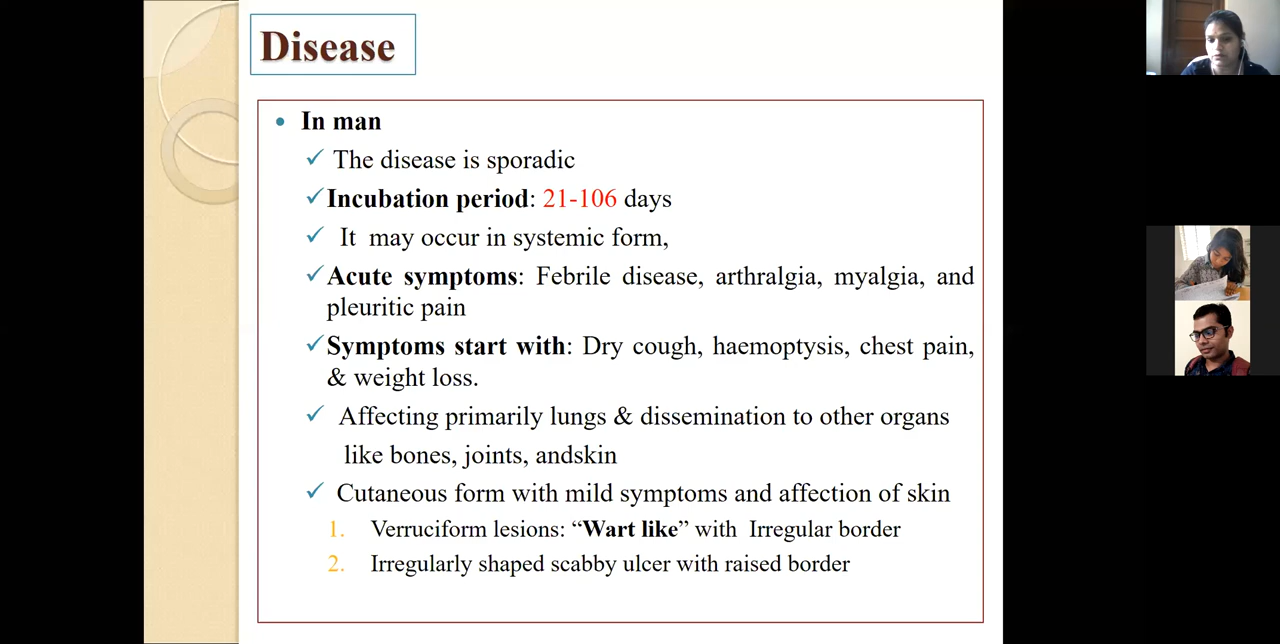 Disease
• In man
✓ The disease is sporadic
✓ Incubation period: 21-106 days
✓ It may occur in systemic form,
✓ Acute symptoms: Febrile disease, arthralgia, myalgia, and
pleuritic pain
✓ Symptoms start with: Dry cough, haemoptysis, chest pain,
& weight loss.
✓ Affecting primarily lungs & dissemination to other organs
like bones, joints, andskin
✓ Cutaneous form with mild symptoms and affection of skin
1. Verruciform lesions: “Wart like” with Irregular border
2. Irregularly shaped scabby ulcer with raised border